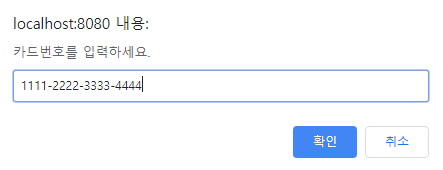 localhost:8080 내용:
카드번호를 입력하세요.
1111-2222-3333-4444
확인 취소